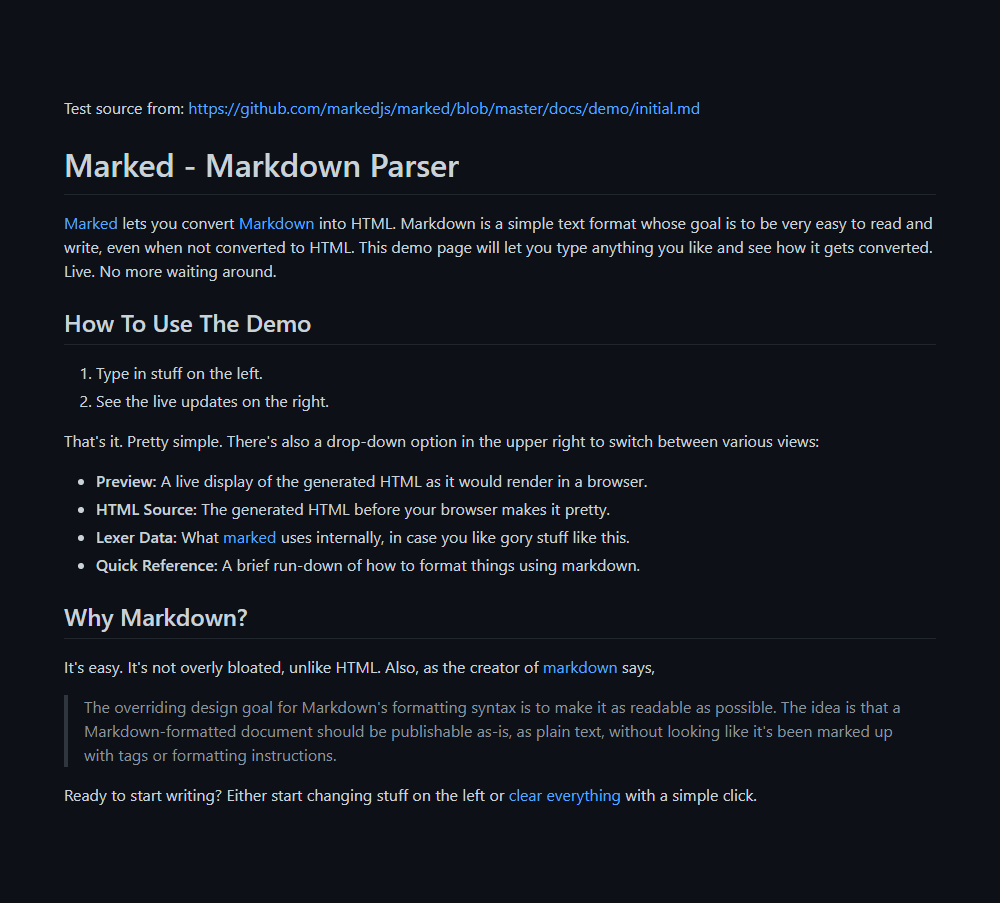 Test source from: https://github.com/markedjs/marked/blob/master/docs/demo/initial.md
Marked - Markdown Parser
Marked lets you convert Markdown into HTML. Markdown is a simple text format whose goal is to be very easy to read and
write, even when not converted to HTML. This demo page will let you type anything you like and see how it gets converted.
Live. No more waiting around.
How To Use The Demo
1. Type in stuff on the left.
2. See the live updates on the right.
That's it. Pretty simple. There's also a drop-down option in the upper right to switch between various views:
• Preview: A live display of the generated HTML as it would render in a browser.
• HTML Source: The generated HTML before your browser makes it pretty.
• Lexer Data: What marked uses internally, in case you like gory stuff like this.
• Quick Reference: A brief run-down of how to format things using markdown.
Why Markdown?
It's easy. It's not overly bloated, unlike HTML. Also, as the creator of markdown says,
The overriding design goal for Markdown's formatting syntax is to make it as readable as possible. The idea is that a
Markdown-formatted document should be publishable as-is, as plain text, without looking like it's been marked up
with tags or formatting instructions.
Ready to start writing? Either start changing stuff on the left or clear everything with a simple click.